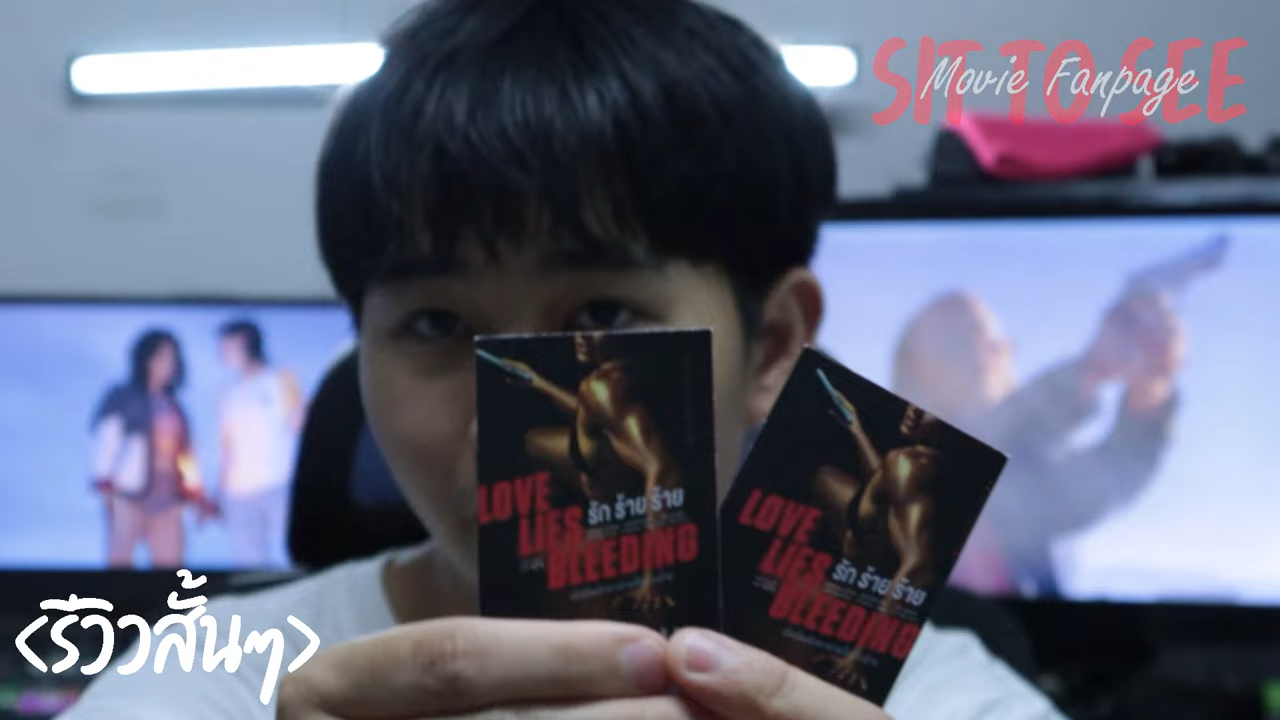 SIT TO SEE
Movie Fanpage
LOVE
LIES
BLEEDING
รัก ร้าย ร้าย
LOVE
LIES
BLEEDING
รัก ร้าย ร้าย
<รีวิวสั้นๆ>